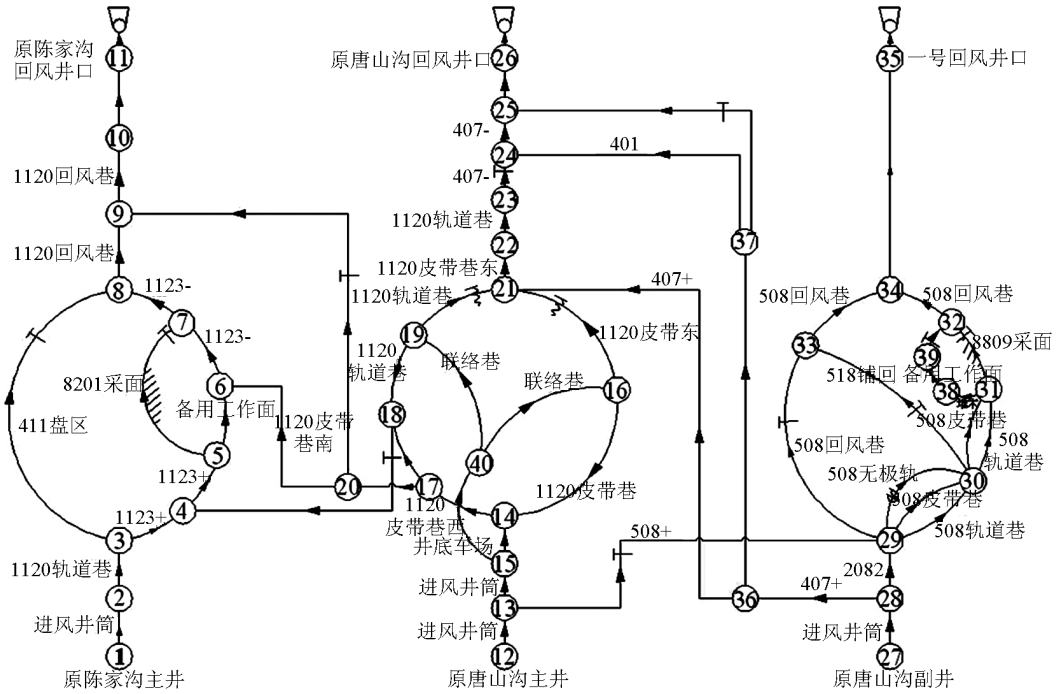 原陈家沟
回风井口
11
10
1120回风巷
9
1120回风巷
8
1123-
7
1123-
8201采面
6
备用工作面
411盘区
5
1123+
4
1123+
3
1120轨道巷
2
进风井筒
1
原陈家沟主井
原唐山沟回风井口
26
25
407-
24
401
407-
23
1120轨道巷
22
37
1120皮带巷东
1120轨道巷
21
407+
19
1120皮带东
1120
轨道巷
联络巷
联络巷
16
18
1120皮带
巷南
40
20
17
1120
皮带巷西
1120皮带巷
14
井底车场
15
508+
进风井筒
13
36
407+
进风井筒
12
原唐山沟主井
35
一号回风井口
34
508回风巷
508回风巷
32
33
8809采面
39
518铺回
备用工作面
38
31
508皮带巷
508回风巷
508
轨道巷
508无极轨
30
508皮带巷
508轨道巷
29
2082
28
进风井筒
27
原唐山沟副井